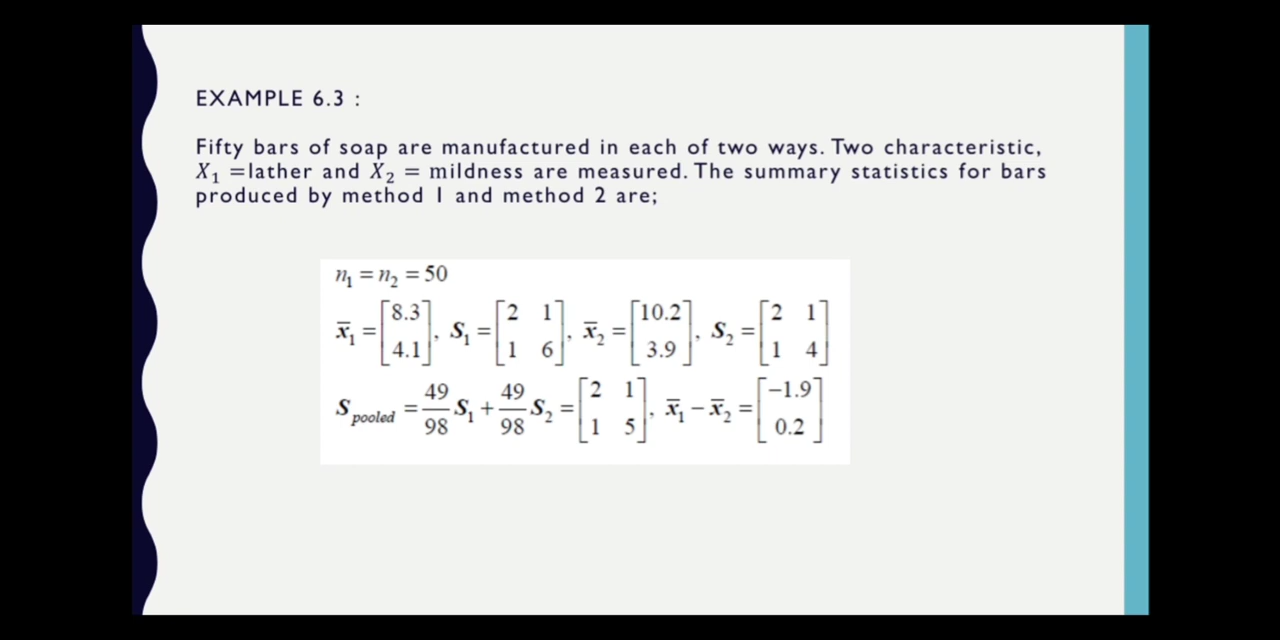 EXAMPLE 6.3 :
Fifty bars of soap are manufactured in each of two ways. Two characteristic,
X₁ =lather and X₂ = mildness are measured. The summary statistics for bars
produced by method 1 and method 2 are;
n₁ = n₂ = 50
x̅₁ = [8.3; 4.1], S₁ = [2 1; 1 6], x̅₂ = [10.2; 3.9], S₂ = [2 1; 1 4]
S pooled = 49/98 S₁ + 49/98 S₂ = [2 1; 1 5], x̅₁ − x̅₂ = [−1.9; 0.2]